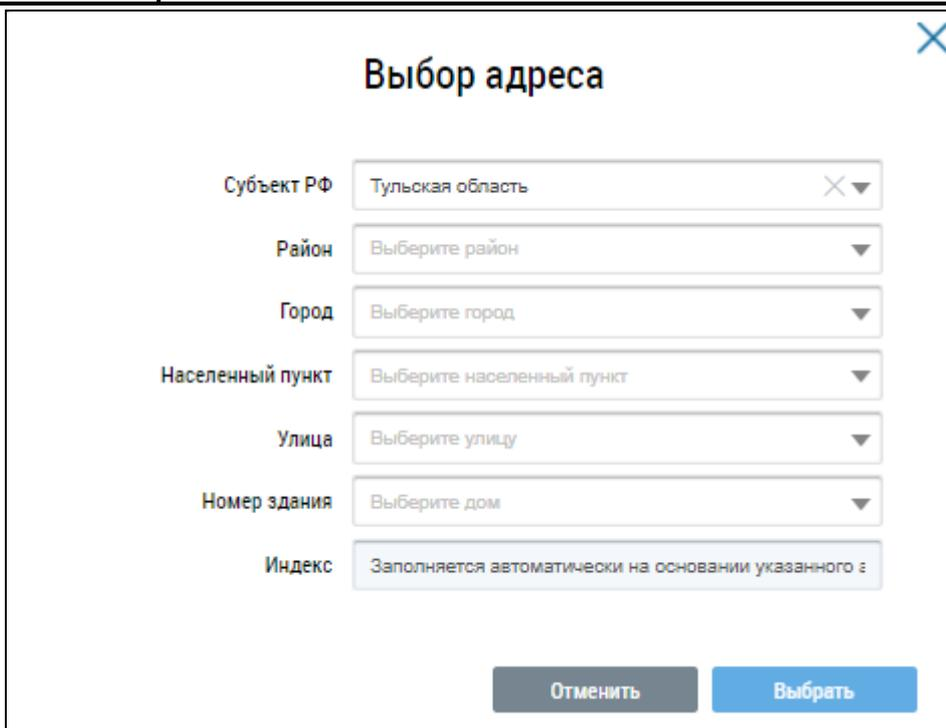 Выбор адреса
Субъект РФ Тульская область
Район Выберите район
Город Выберите город
Населенный пункт Выберите населенный пункт
Улица Выберите улицу
Номер здания Выберите дом
Индекс Заполняется автоматически на основании указанного
Отменить Выбрать